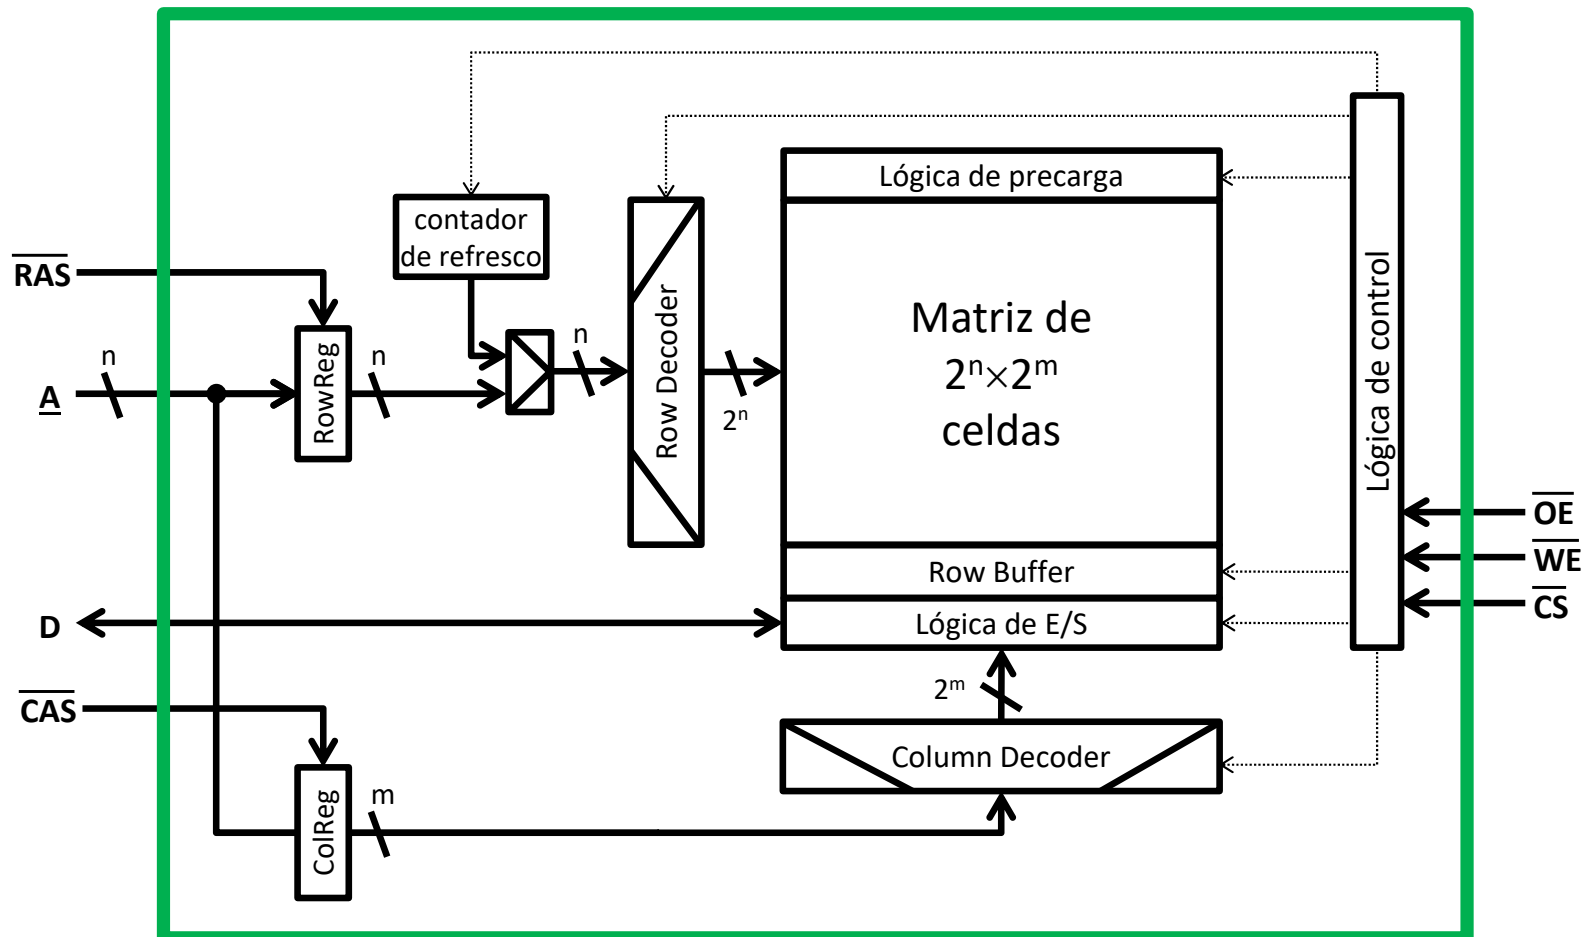 contador
de refresco
RAS
A
n
RowReg
n
n
Row Decoder
2ⁿ
Lógica de precarga
Matriz de
2ⁿ×2ᵐ
celdas
Row Buffer
Lógica de E/S
Lógica de control
OE
WE
CS
D
CAS
ColReg
m
2ᵐ
Column Decoder